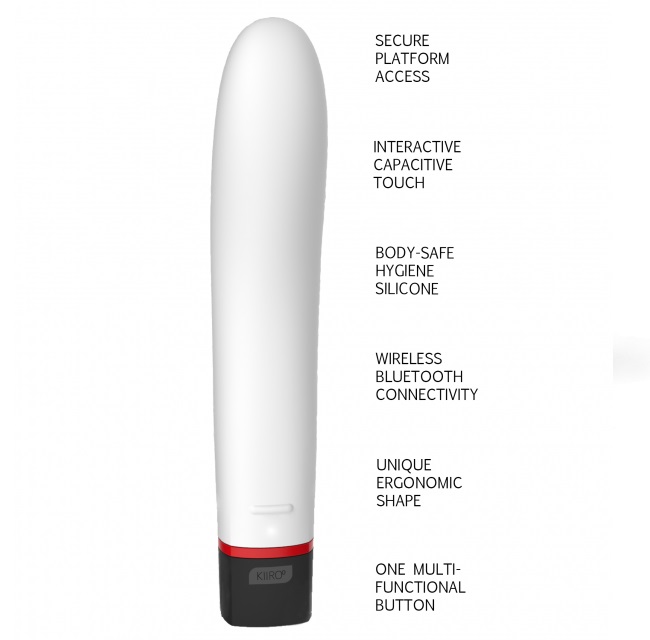 SECURE
PLATFORM
ACCESS
INTERACTIVE
CAPACITIVE
TOUCH
BODY-SAFE
HYGIENE
SILICONE
WIRELESS
BLUETOOTH
CONNECTIVITY
UNIQUE
ERGONOMIC
SHAPE
KIIROO®
ONE MULTI-
FUNCTIONAL
BUTTON